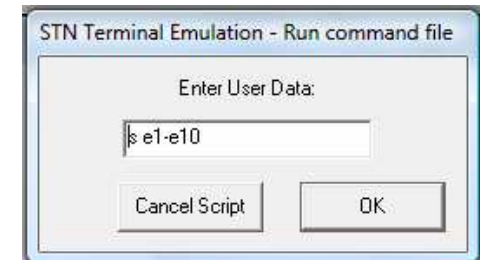 STN Terminal Emulation - Run command file
Enter User Data:
s e1-e10
Cancel Script OK